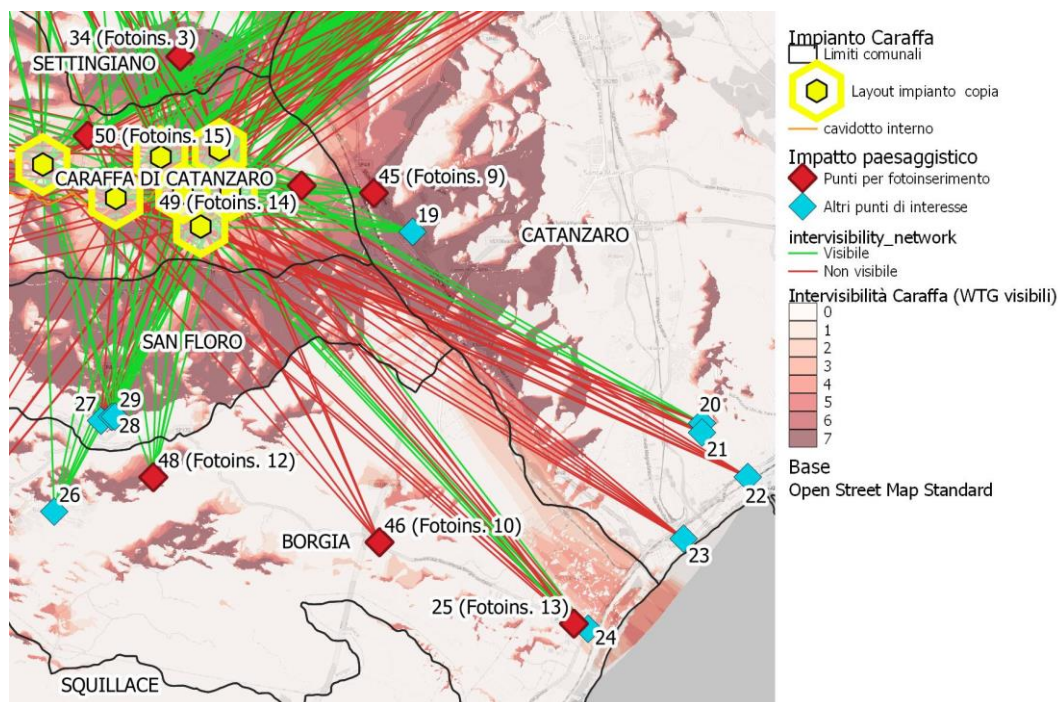 34 (Fotoins. 3)
SETTINGIANO
50 (Fotoins. 15)
CARAFFA DI CATANZARO
45 (Fotoins. 9)
49 (Fotoins. 14)
19
CATANZARO
SAN FLORO
27
29
28
20
21
48 (Fotoins. 12)
22
26
46 (Fotoins. 10)
23
BORGIA
25 (Fotoins. 13)
24
SQUILLACE
Impianto Caraffa
Limiti comunali
Layout impianto copia
cavidotto interno
Impatto paesaggistico
Punti per fotoinserimento
Altri punti di interesse
intervisibility_network
Visibile
Non visibile
Intervisibilità Caraffa (WTG visibili)
0
1
2
3
4
5
6
7
Base
Open Street Map Standard